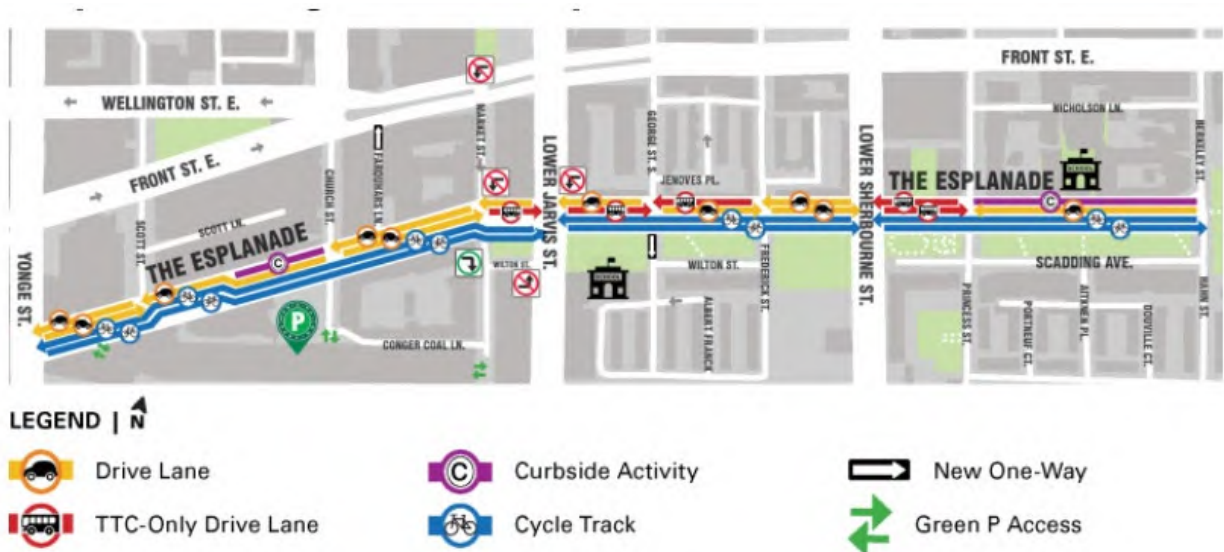 FRONT ST. E.
WELLINGTON ST. E.
NICHOLSON LN.
MARKET ST.
GEORGE ST. S.
BERKELEY ST.
LOWER JARVIS ST.
LOWER SHERBOURNE ST.
FARQUHARS LN.
CHURCH ST.
FRONT ST. E.
JENOVES PL.
THE ESPLANADE
SCHOOL
C
SCOTT LN.
SCOTT ST.
THE ESPLANADE
C
YONGE ST.
WILTON ST.
WILTON ST.
FREDERICK ST.
SCADDING AVE.
HAHN ST.
PRINCESS ST.
PORTNEUF CT.
AITKEN PL.
DOUVILLE CT.
ALBERT FRANCK
P
CONGER COAL LN.
LEGEND | N
Drive Lane
C Curbside Activity
New One-Way
TTC-Only Drive Lane
Cycle Track
Green P Access